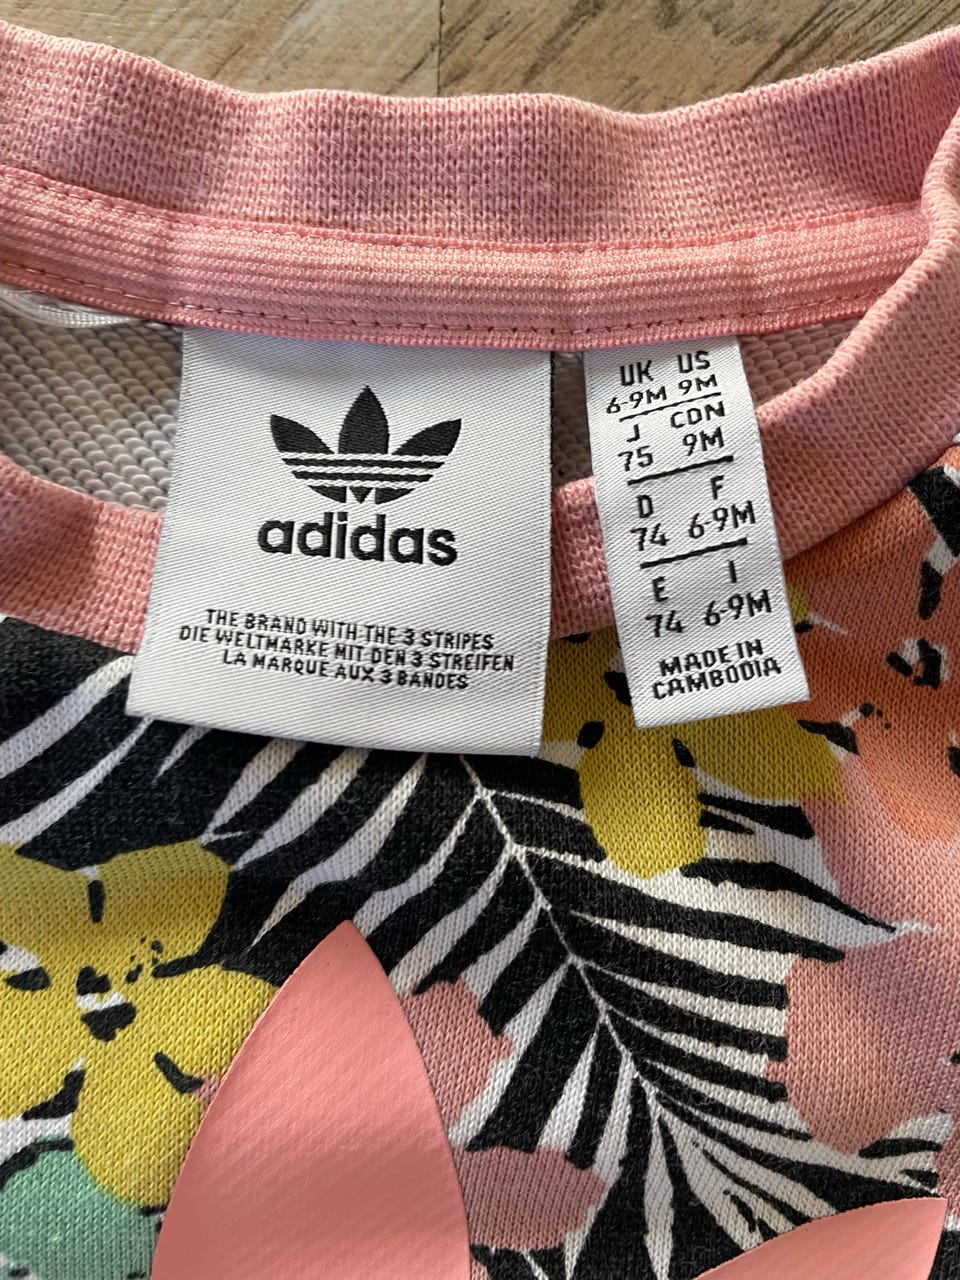 adidas
THE BRAND WITH THE 3 STRIPES
DIE WELTMARKE MIT DEN 3 STREIFEN
LA MARQUE AUX 3 BANDES
UK US
6-9M 9M
J CDN
75 9M
D F
74 6-9M
E I
74 6-9M
MADE IN
CAMBODIA